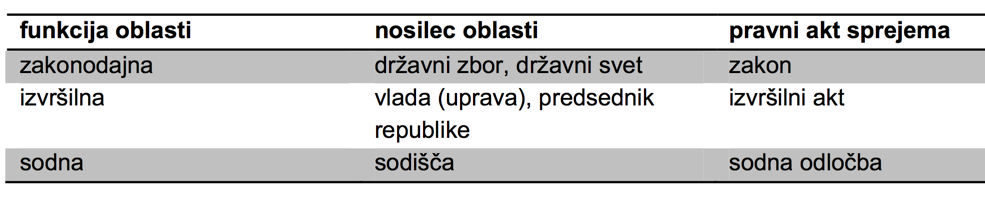 funkcija oblasti nosilec oblasti pravni akt sprejema
zakonodajna državni zbor, državni svet zakon
izvršilna vlada (uprava), predsednik izvršilni akt
republike
sodna sodišča sodna odločba